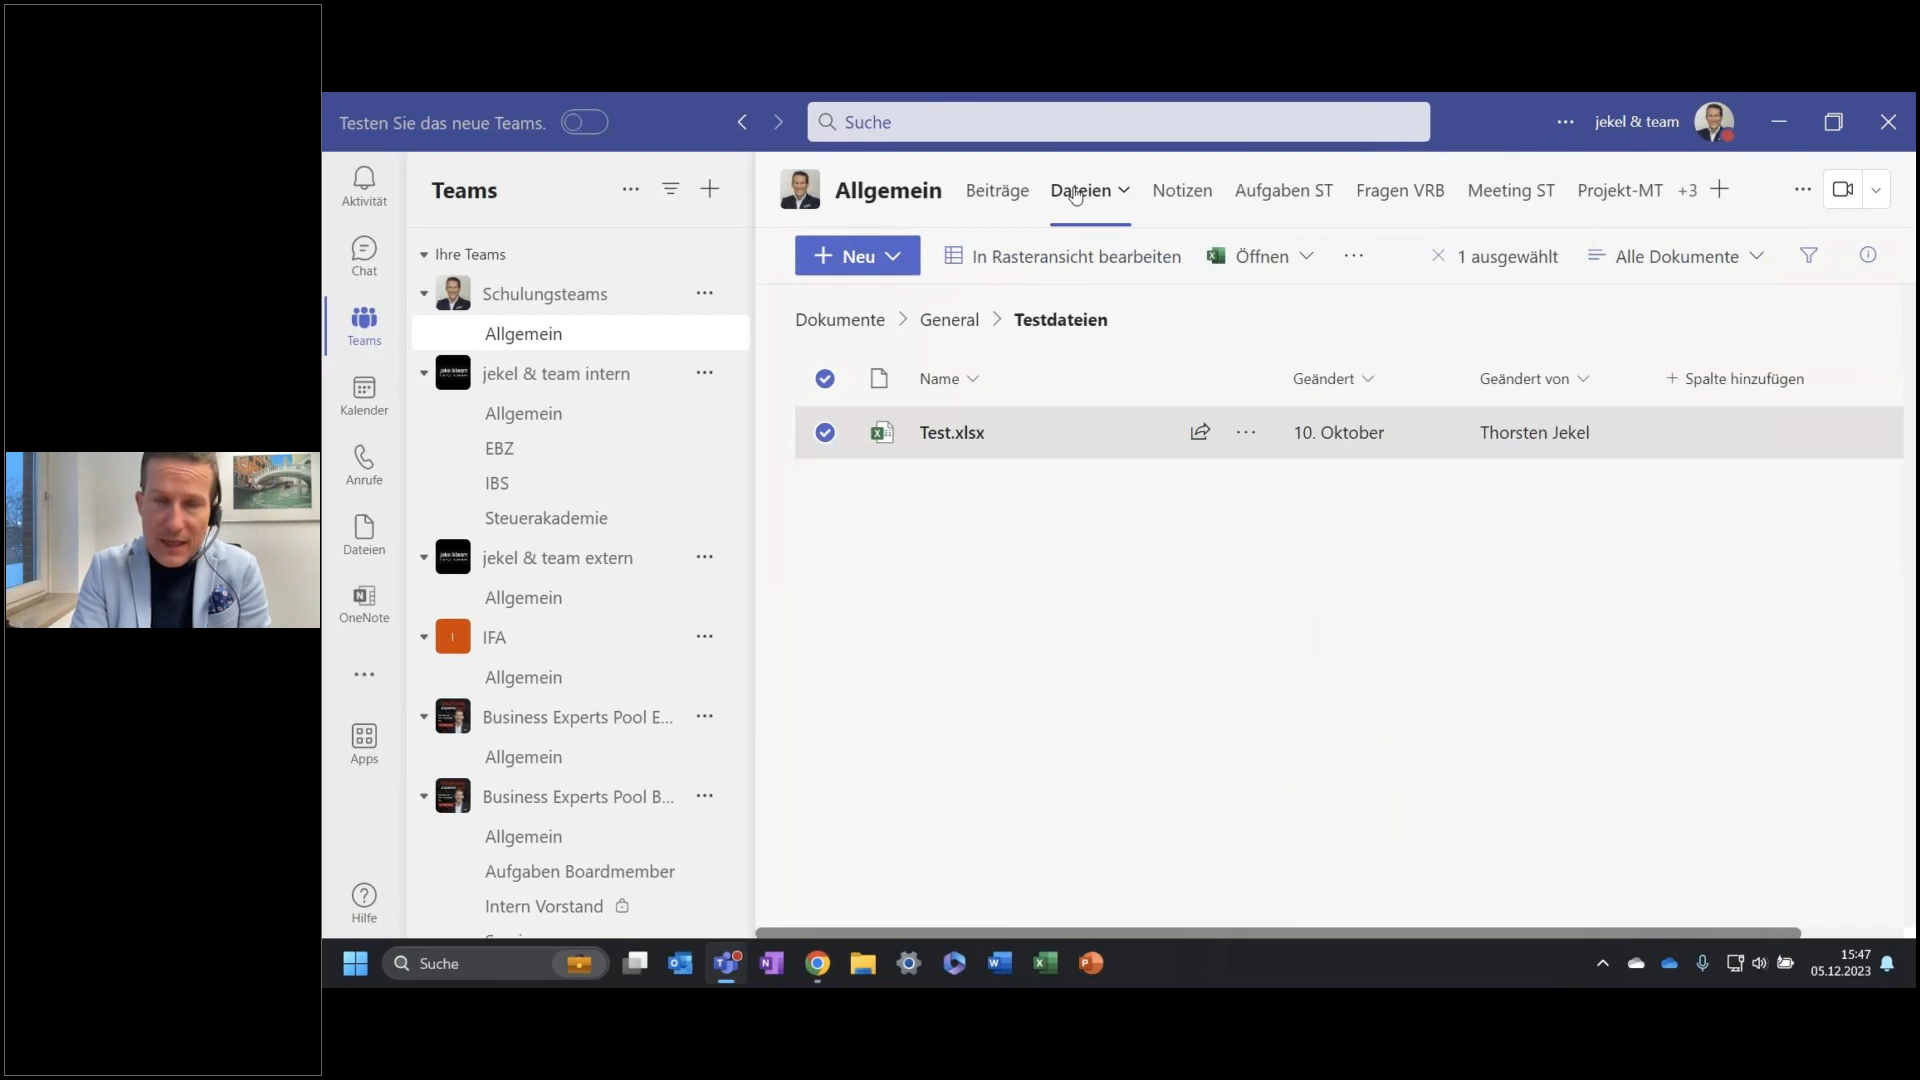 Testen Sie das neue Teams.
Suche
jekel & team
Aktivität
Chat
Teams
Kalender
Anrufe
Dateien
OneNote
Apps
Hilfe
Teams
Ihre Teams
Schulungsteams
Allgemein
jekel & team intern
Allgemein
EBZ
IBS
Steuerakademie
jekel & team extern
Allgemein
I IFA
Allgemein
Business Experts Pool E...
Allgemein
Business Experts Pool B...
Allgemein
Aufgaben Boardmember
Intern Vorstand
Allgemein Beiträge Dateien Notizen Aufgaben ST Fragen VRB Meeting ST Projekt-MT +3
Neu In Rasteransicht bearbeiten Öffnen 1 ausgewählt Alle Dokumente
Dokumente > General > Testdateien
Name Geändert Geändert von + Spalte hinzufügen
Test.xlsx 10. Oktober Thorsten Jekel
Suche
15:47
05.12.2023